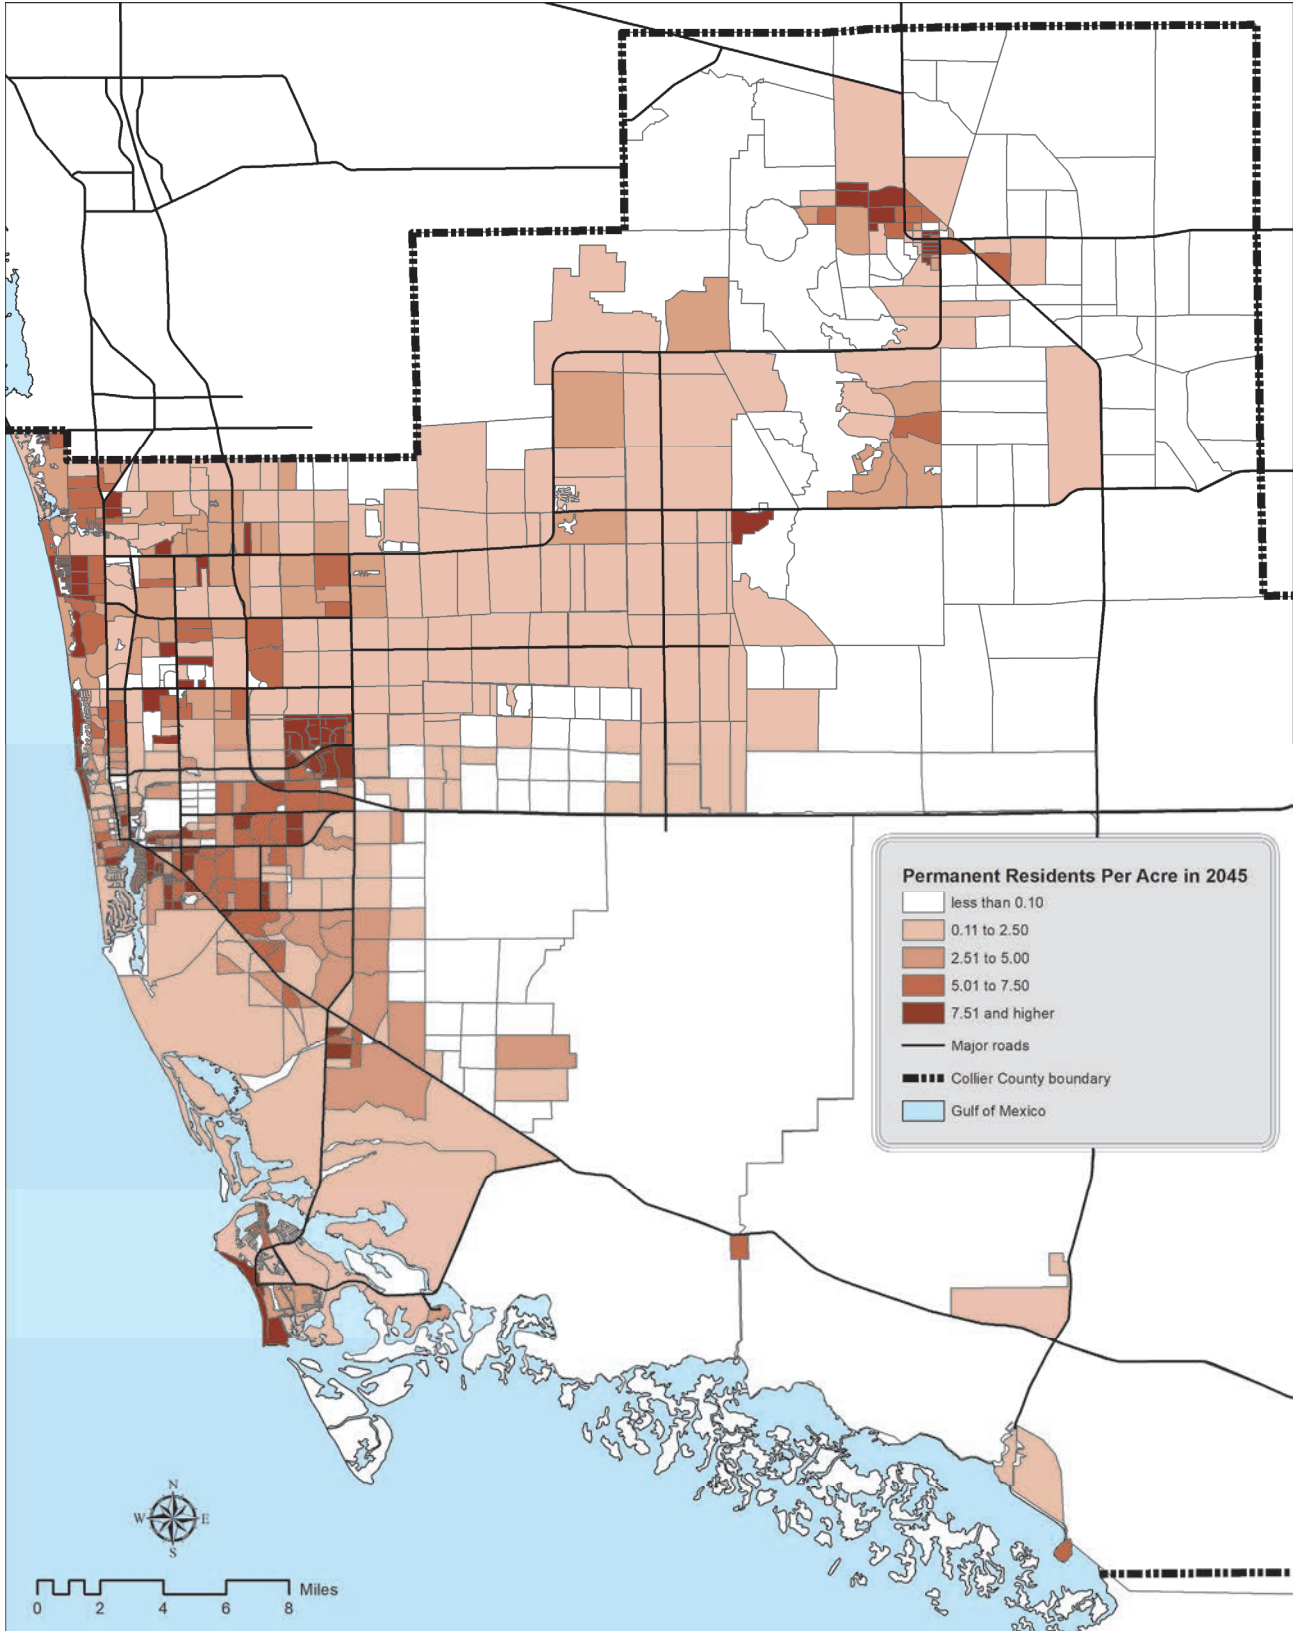 Permanent Residents Per Acre in 2045
less than 0.10
0.11 to 2.50
2.51 to 5.00
5.01 to 7.50
7.51 and higher
Major roads
Collier County boundary
Gulf of Mexico
N
W E
S
Miles
0 2 4 6 8